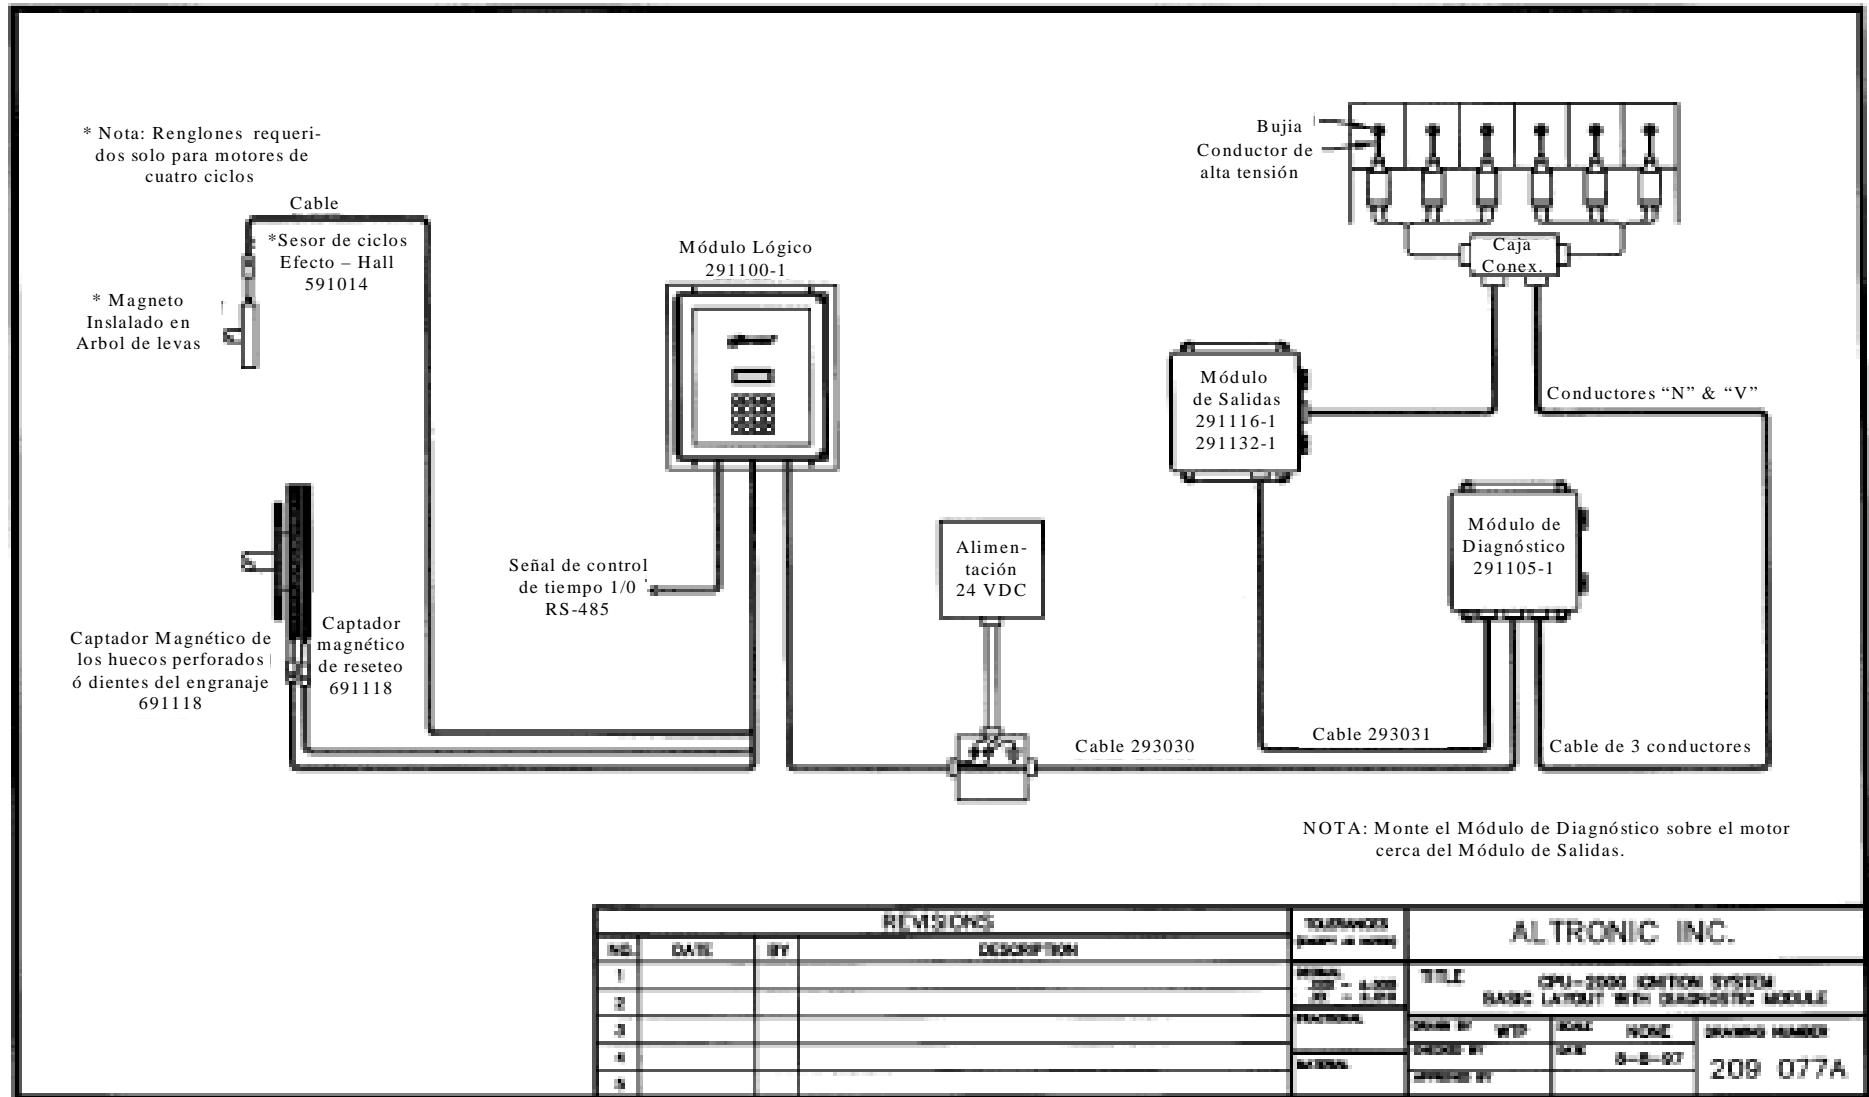 * Nota: Renglones requeri-
dos solo para motores de
cuatro ciclos
Cable
*Sesor de ciclos
Efecto – Hall
591014
* Magneto
Inslalado en
Arbol de levas
Captador Magnético de
los huecos perforados
ó dientes del engranaje
691118
Captador
magnético
de reseteo
691118
Módulo Lógico
291100-1
Señal de control
de tiempo 1/0
RS-485
Alimen-
tación
24 VDC
Bujia
Conductor de
alta tensión
Caja
Conex.
Módulo
de Salidas
291116-1
291132-1
Conductores “N” & “V”
Módulo de
Diagnóstico
291105-1
Cable 293030
Cable 293031
Cable de 3 conductores
NOTA: Monte el Módulo de Diagnóstico sobre el motor
cerca del Módulo de Salidas.
REVISIONS
NO. DATE BY DESCRIPTION
1
2
3
4
5
TOLERANCES
(EXCEPT AS NOTED)
DECIMAL
FRACTIONAL
MATERIAL
ALTRONIC INC.
TITLE CPU-2000 IGNITION SYSTEM
BASIC LAYOUT WITH DIAGNOSTIC MODULE
DRAWN BY WTP SCALE NONE
CHECKED BY DATE
APPROVED BY
DRAWING NUMBER
209 077A